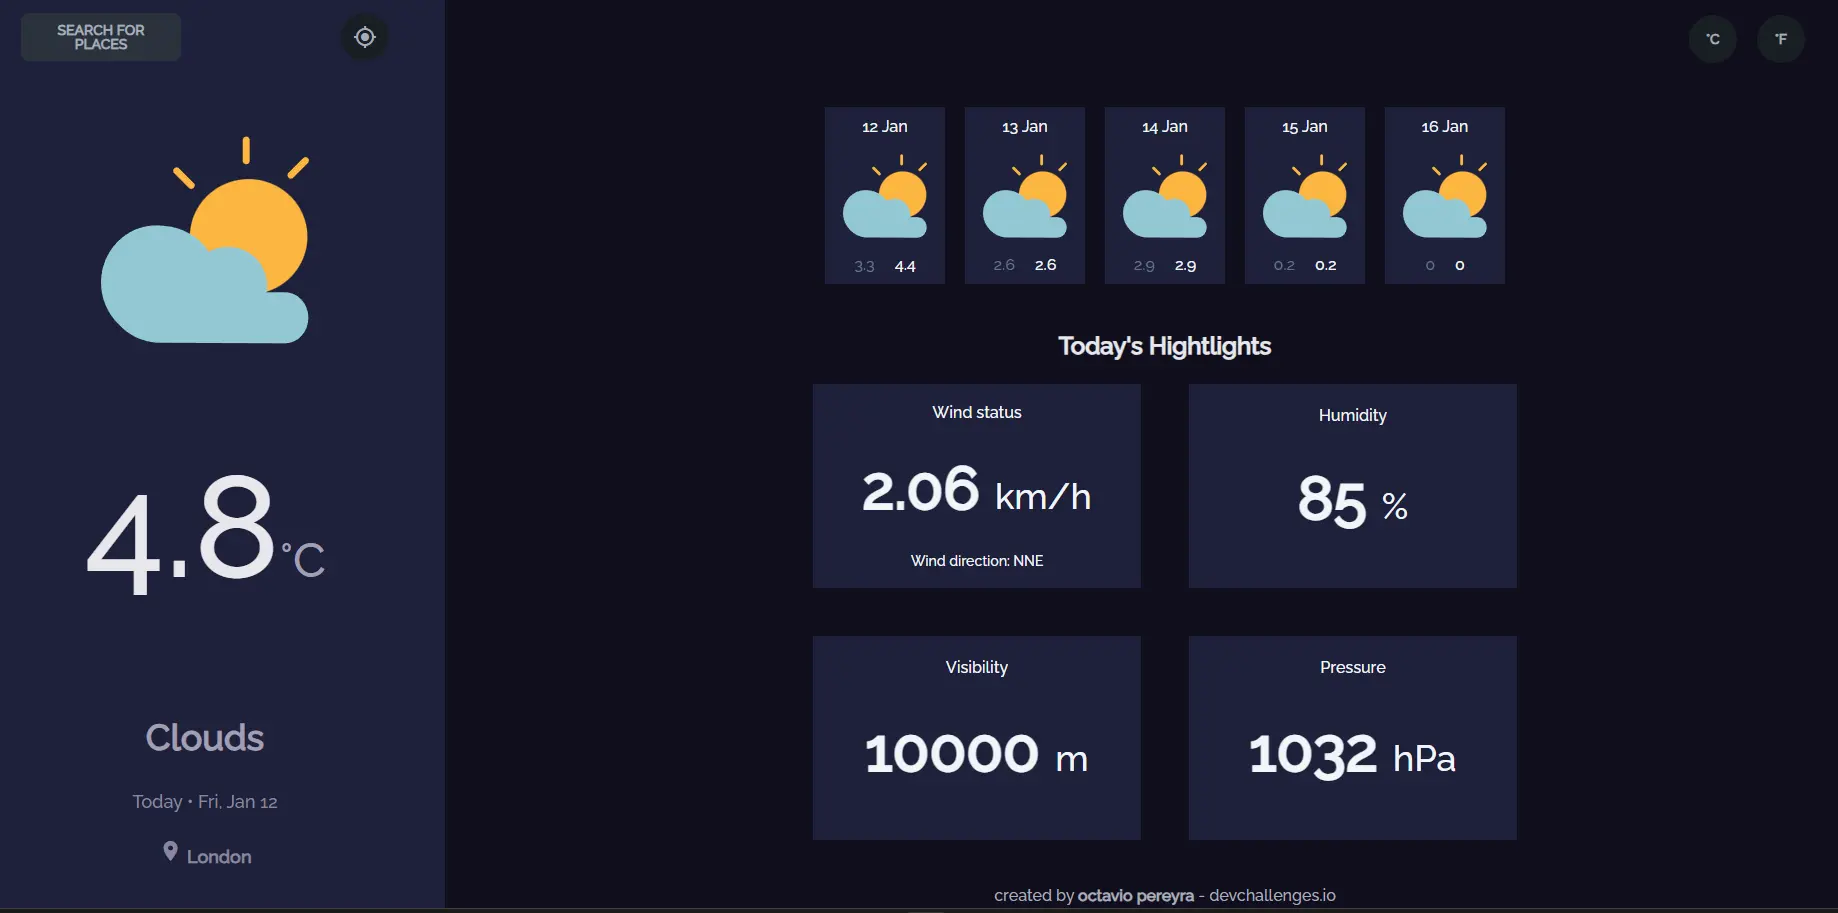 SEARCH FOR
PLACES
4.8°C
Clouds
Today • Fri, Jan 12
London
°C
°F
12 Jan
3.3 4.4
13 Jan
2.6 2.6
14 Jan
2.9 2.9
15 Jan
0.2 0.2
16 Jan
0 0
Today's Hightlights
Wind status
2.06 km/h
Wind direction: NNE
Humidity
85 %
Visibility
10000 m
Pressure
1032 hPa
created by octavio pereyra - devchallenges.io